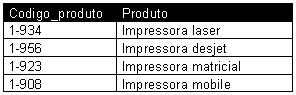 Codigo_produto Produto
1-934 Impressora laser
1-956 Impressora desjet
1-923 Impressora matricial
1-908 Impressora mobile